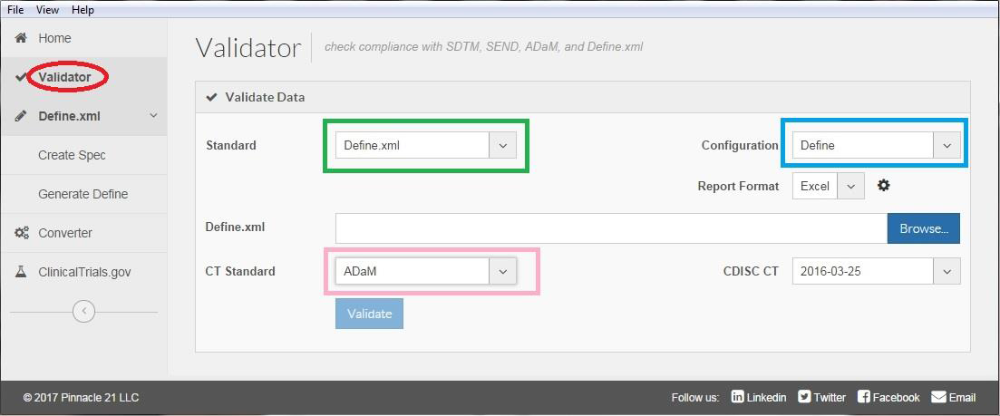 File View Help
Home
Validator
Define.xml
Create Spec
Generate Define
Converter
ClinicalTrials.gov
Validator check compliance with SDTM, SEND, ADaM, and Define.xml
Validate Data
Standard Define.xml Configuration Define
Report Format Excel
Define.xml Browse...
CT Standard ADaM CDISC CT 2016-03-25
Validate
© 2017 Pinnacle 21 LLC Follow us: Linkedin Twitter Facebook Email